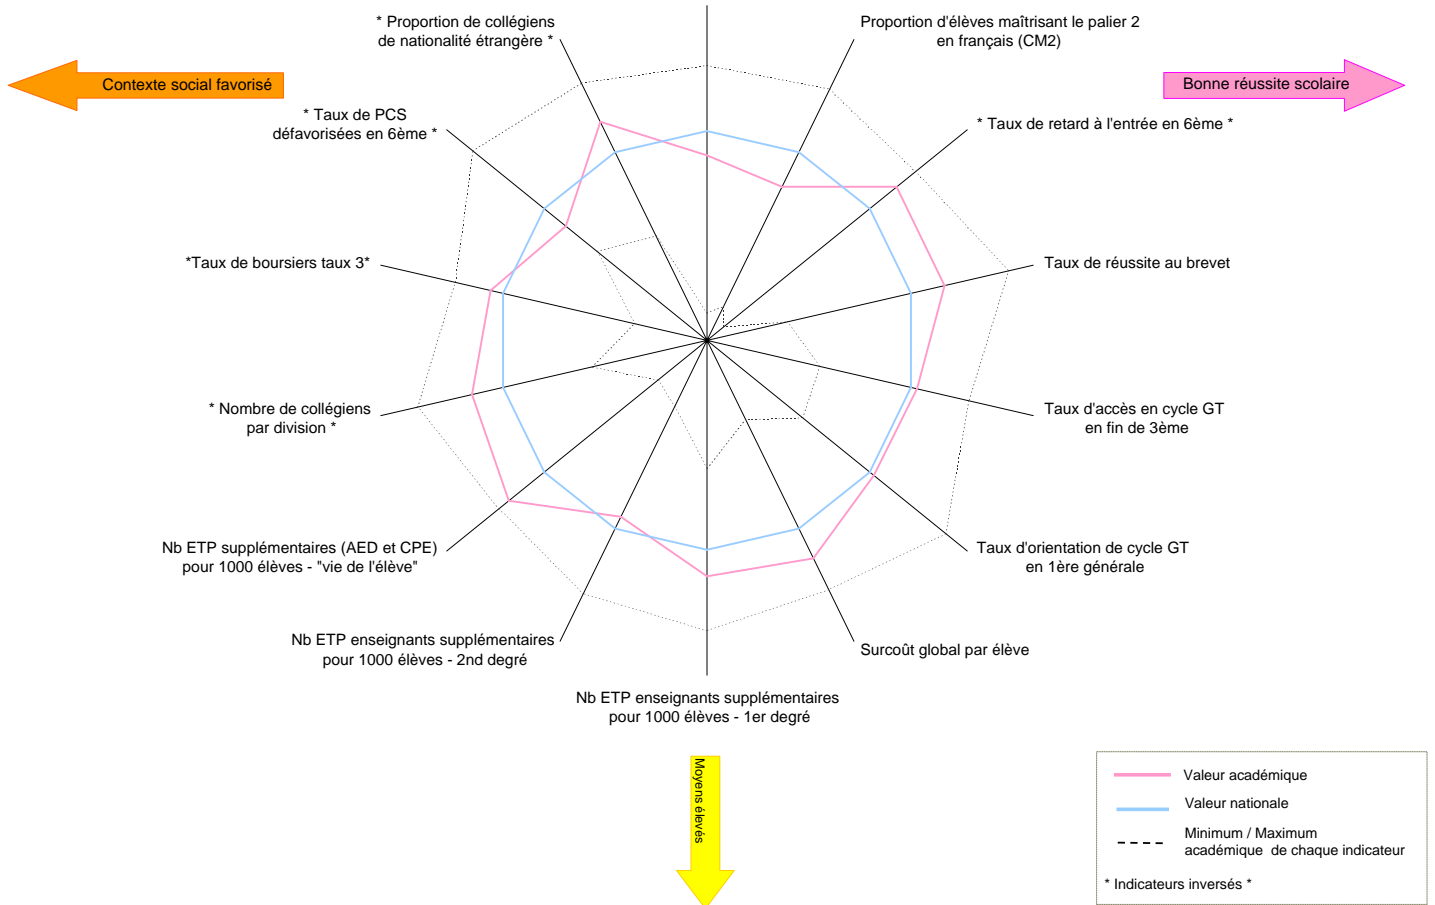 * Proportion de collégiens
de nationalité étrangère *
Proportion d'élèves maîtrisant le palier 2
en français (CM2)
Contexte social favorisé
Bonne réussite scolaire
* Taux de PCS
défavorisées en 6ème *
* Taux de retard à l'entrée en 6ème *
*Taux de boursiers taux 3*
Taux de réussite au brevet
* Nombre de collégiens
par division *
Taux d'accès en cycle GT
en fin de 3ème
Nb ETP supplémentaires (AED et CPE)
pour 1000 élèves - "vie de l'élève"
Taux d'orientation de cycle GT
en 1ère générale
Nb ETP enseignants supplémentaires
pour 1000 élèves - 2nd degré
Surcoût global par élève
Nb ETP enseignants supplémentaires
pour 1000 élèves - 1er degré
Moyens élevés
Valeur académique
Valeur nationale
Minimum / Maximum
académique de chaque indicateur
* Indicateurs inversés *